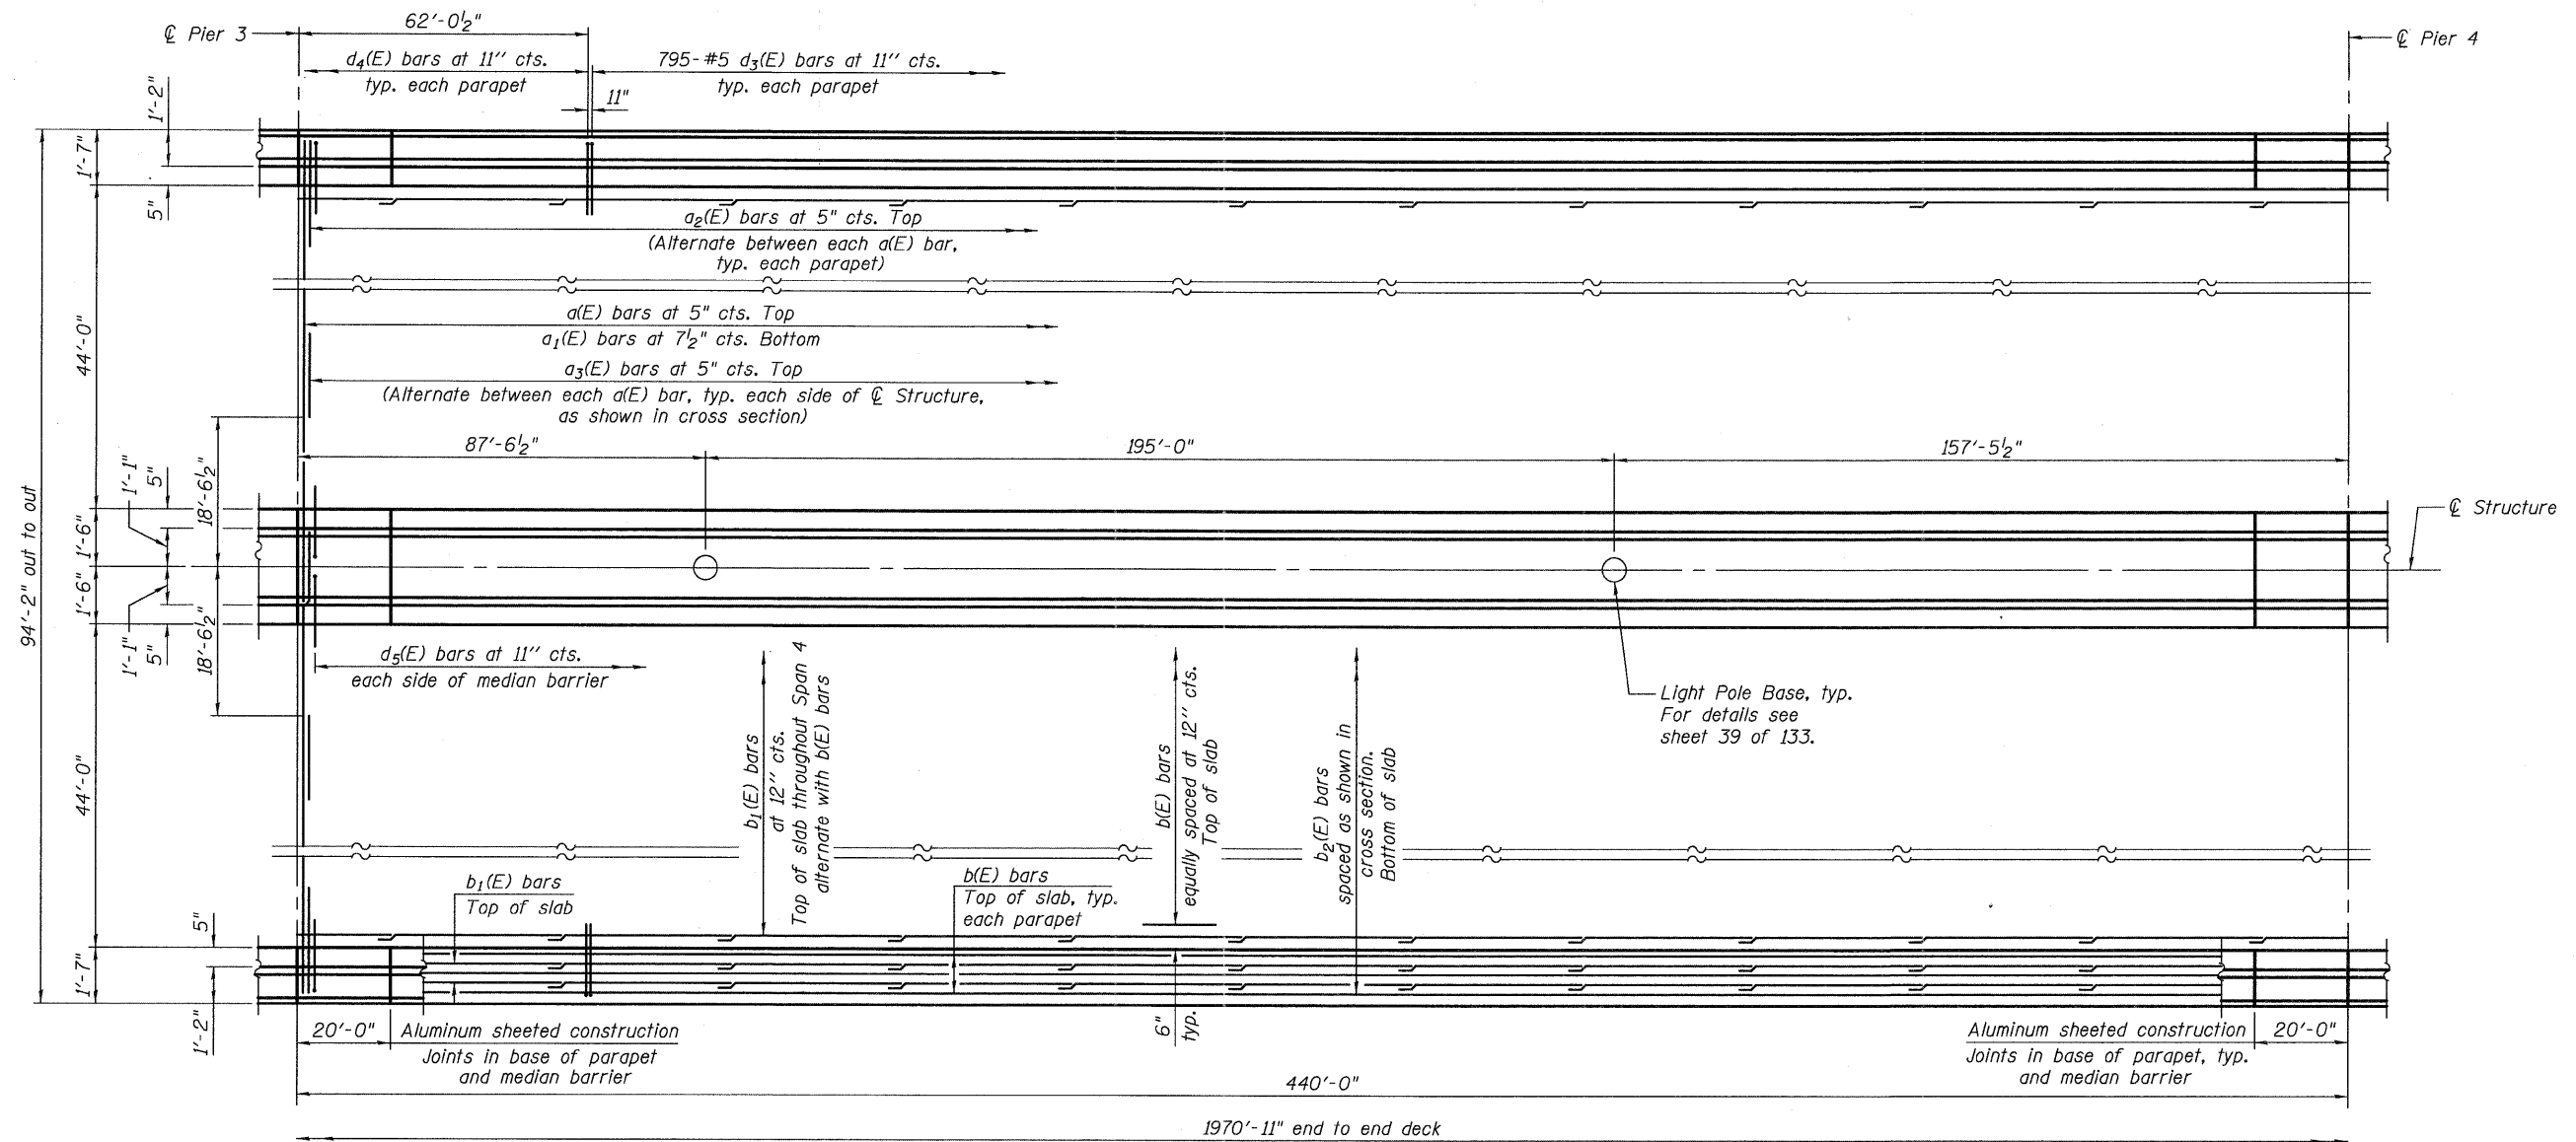 62'-0½"
℄ Pier 3
℄ Pier 4
d4(E) bars at 11" cts.
typ. each parapet
795-#5 d3(E) bars at 11" cts.
typ. each parapet
11"
1'-2"
1'-7"
5"
a2(E) bars at 5" cts. Top
(Alternate between each a(E) bar,
typ. each parapet)
a(E) bars at 5" cts. Top
a1(E) bars at 7½" cts. Bottom
a3(E) bars at 5" cts. Top
(Alternate between each a(E) bar, typ. each side of ℄ Structure,
as shown in cross section)
44'-0"
87'-6½"
195'-0"
157'-5½"
94'-2" out to out
1'-1"
5"
18'-6½"
1'-6"
1'-6"
1'-1"
5"
18'-6½"
℄ Structure
d5(E) bars at 11" cts.
each side of median barrier
44'-0"
b1(E) bars
at 12" cts.
Top of slab throughout Span 4
alternate with b(E) bars
b(E) bars
equally spaced at 12" cts.
Top of slab
b2(E) bars
spaced as shown in
cross section.
Bottom of slab
Light Pole Base, typ.
For details see
sheet 39 of 133.
b1(E) bars
Top of slab
b(E) bars
Top of slab, typ.
each parapet
5"
1'-7"
1'-2"
6"
typ.
20'-0"
Aluminum sheeted construction
Joints in base of parapet
and median barrier
Aluminum sheeted construction
Joints in base of parapet, typ.
and median barrier
20'-0"
440'-0"
1970'-11" end to end deck